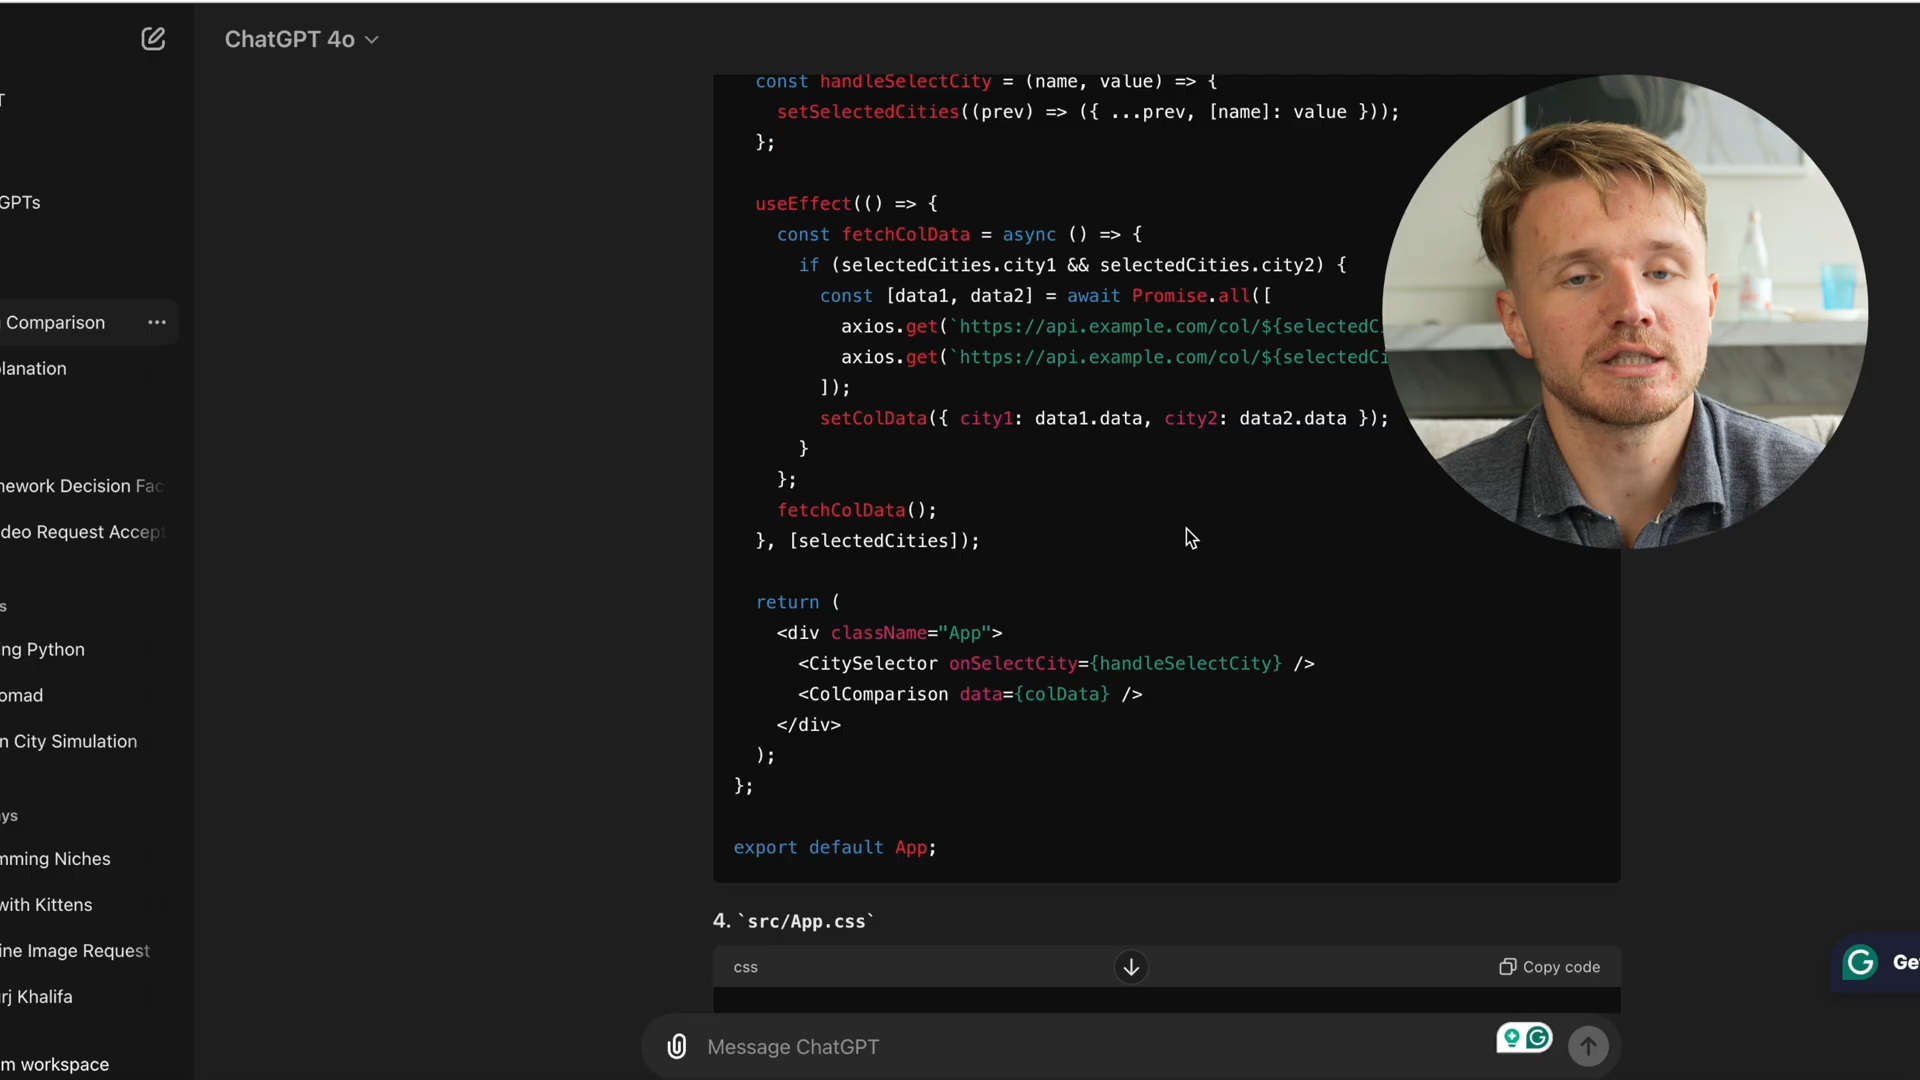 ChatGPT 4o
T
GPTs
Comparison
lanation
nework Decision Fac
deo Request Accept
s
ng Python
omad
n City Simulation
ys
mming Niches
with Kittens
ine Image Request
rj Khalifa
m workspace
const handleSelectCity = (name, value) => {
setSelectedCities((prev) => ({ ...prev, [name]: value }));
};
useEffect(() => {
const fetchColData = async () => {
if (selectedCities.city1 && selectedCities.city2) {
const [data1, data2] = await Promise.all([
axios.get(`https://api.example.com/col/${selectedC
axios.get(`https://api.example.com/col/${selectedCi
]);
setColData({ city1: data1.data, city2: data2.data });
}
};
fetchColData();
}, [selectedCities]);
return (
<div className="App">
<CitySelector onSelectCity={handleSelectCity} />
<ColComparison data={colData} />
</div>
);
};
export default App;
4. `src/App.css`
css
Copy code
Message ChatGPT
G Ge